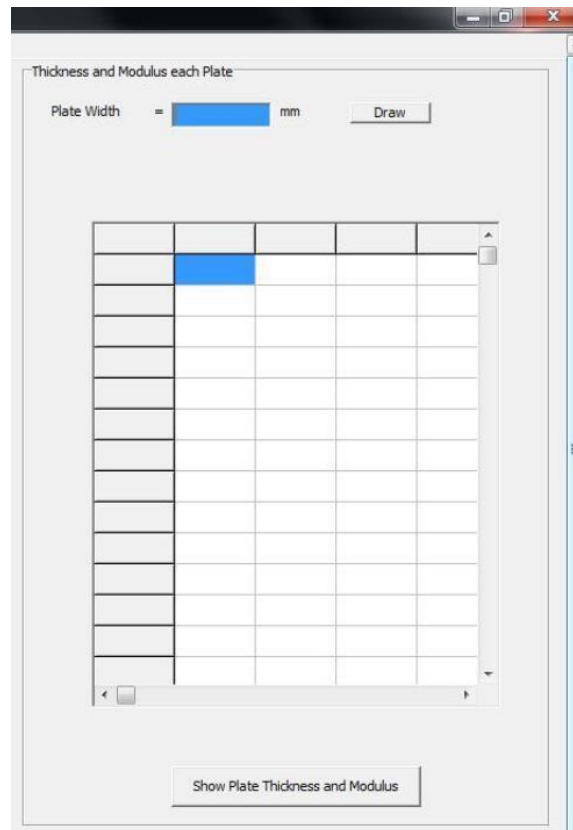 Thickness and Modulus each Plate
Plate Width = mm Draw
Show Plate Thickness and Modulus